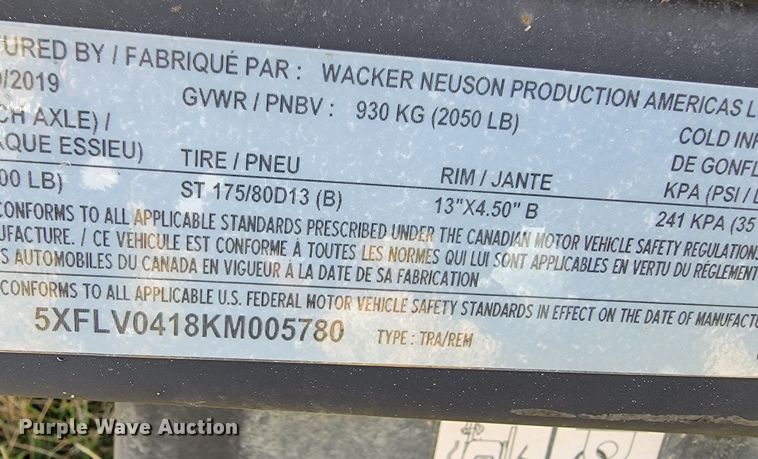 TURED BY / FABRIQUÉ PAR : WACKER NEUSON PRODUCTION AMERICAS L
/2019 GVWR / PNBV : 930 KG (2050 LB)
CH AXLE) / COLD INF
AQUE ESSIEU) TIRE / PNEU RIM / JANTE DE GONFL
00 LB) ST 175/80D13 (B) 13"X4.50" B KPA (PSI / L
241 KPA (35
CONFORMS TO ALL APPLICABLE STANDARDS PRESCRIBED UNDER THE CANADIAN MOTOR VEHICLE SAFETY REGULATIONS
NUFACTURE. / CE VÉHICULE EST CONFORME À TOUTES LES NORMES QUI LUI SONT APPLICABLES EN VERTU DU RÉGLEMENT
S AUTOMOBILES DU CANADA EN VIGUEUR À LA DATE DE SA FABRICATION
CONFORMS TO ALL APPLICABLE U.S. FEDERAL MOTOR VEHICLE SAFETY STANDARDS IN EFFECT ON THE DATE OF MANUFACTU
5XFLV0418KM005780 TYPE : TRA/REM
Purple Wave Auction